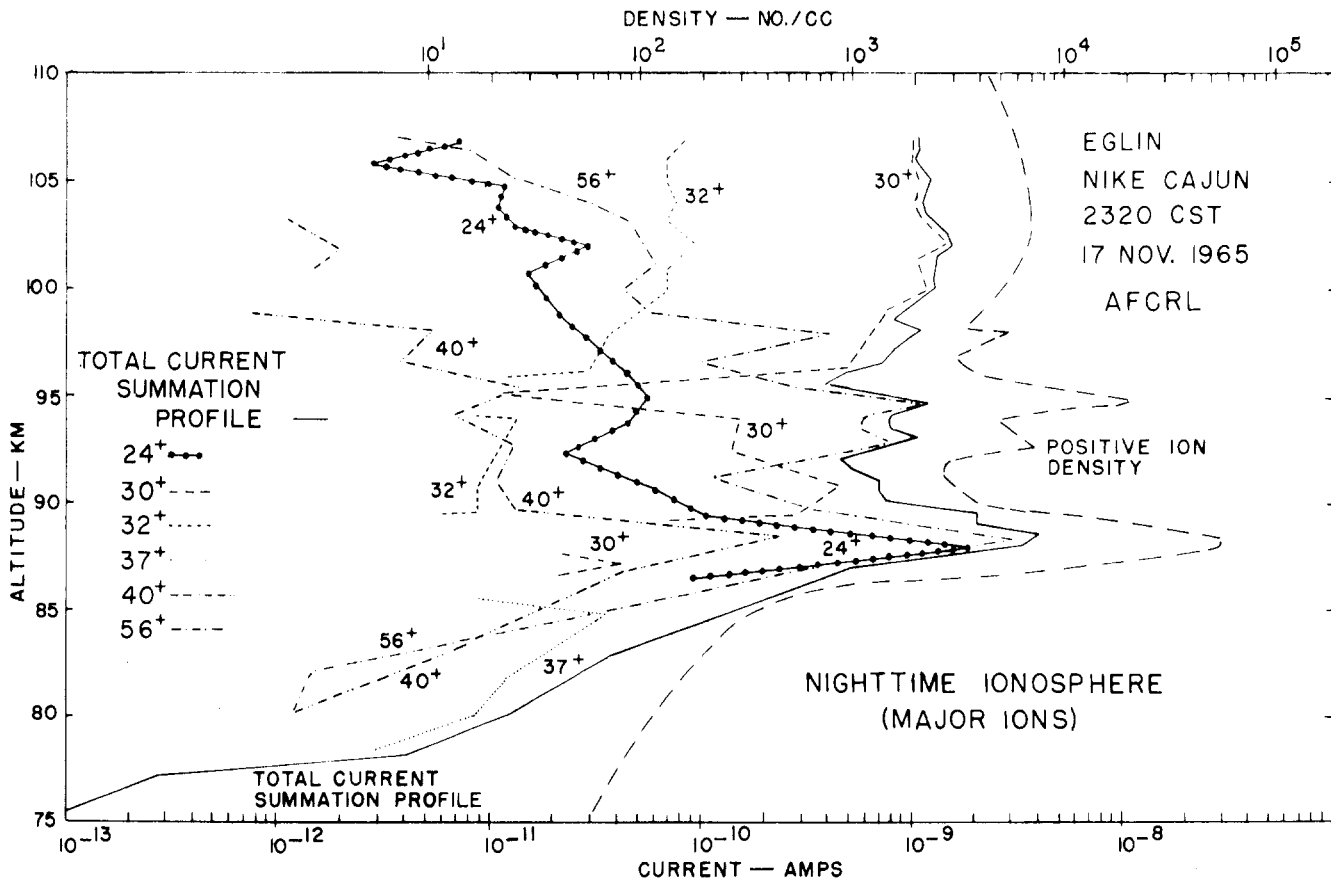 DENSITY — NO./CC
10¹ 10² 10³ 10⁴ 10⁵
110
105
100
95
90
85
80
75
ALTITUDE — KM
EGLIN
NIKE CAJUN
2320 CST
17 NOV. 1965
AFCRL
56⁺
32⁺
30⁺
24⁺
40⁺
TOTAL CURRENT
SUMMATION
PROFILE —
24⁺
30⁺
32⁺
37⁺
40⁺
56⁺
30⁺
POSITIVE ION
DENSITY
32⁺
40⁺
30⁺
24⁺
56⁺
40⁺
37⁺
NIGHTTIME IONOSPHERE
(MAJOR IONS)
TOTAL CURRENT
SUMMATION PROFILE
10⁻¹³ 10⁻¹² 10⁻¹¹ 10⁻¹⁰ 10⁻⁹ 10⁻⁸
CURRENT — AMPS